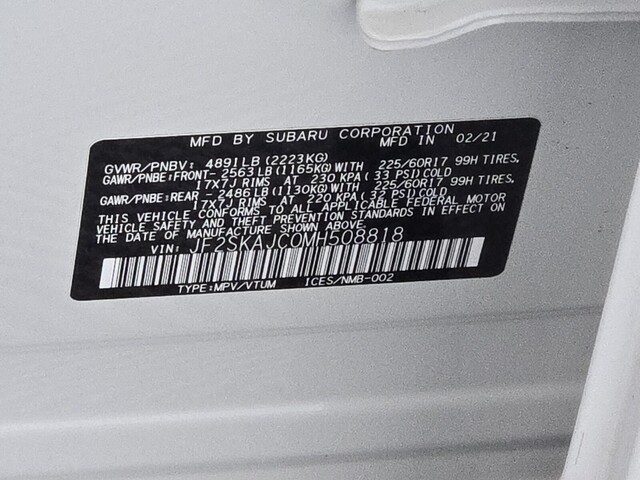 MFD BY SUBARU CORPORATION MFD IN 02/21
GVWR/PNBV: 4891LB(2223KG)
GAWR/PNBE:FRONT-2563LB(1165KG)WITH 225/60R17 99H TIRES,
17X7J RIMS AT 230 KPA( 33 PSI)COLD
GAWR/PNBE:REAR -2486LB(1130KG)WITH 225/60R17 99H TIRES,
17X7J RIMS AT 220 KPA( 32 PSI)COLD
THIS VEHICLE CONFORMS TO ALL APPLICABLE FEDERAL MOTOR
VEHICLE SAFETY AND THEFT PREVENTION STANDARDS IN EFFECT ON
THE DATE OF MANUFACTURE SHOWN ABOVE.
VIN: JF2SKAJC0MH508818
TYPE:MPV/VTUM ICES/NMB-002